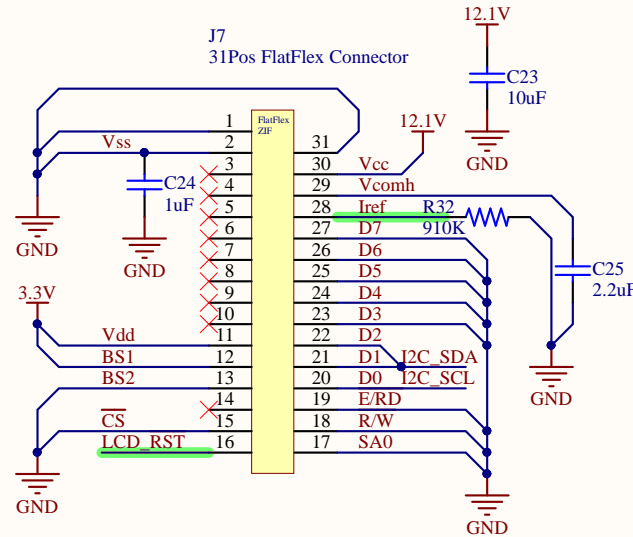 12.1V
J7
31Pos FlatFlex Connector
C23
10uF
GND
FlatFlex
ZIF
12.1V
1
31
Vss
2
30
Vcc
3
29
Vcomh
C24
1uF
4
28
Iref
R32
910K
5
27
D7
GND
GND
6
26
D6
7
25
D5
C25
2.2uF
8
24
D4
3.3V
9
23
D3
10
22
D2
Vdd
11
21
D1
I2C_SDA
BS1
12
20
D0
I2C_SCL
GND
BS2
13
19
E/RD
14
18
R/W
CS
15
17
SA0
LCD_RST
16
GND
GND